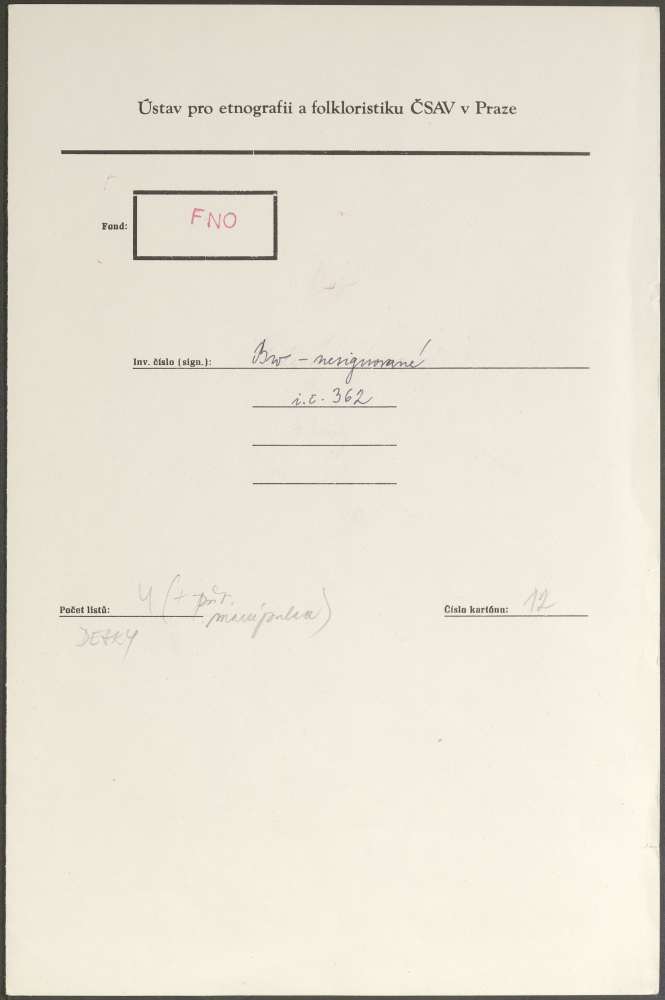 Ústav pro etnografii a folkloristiku ČSAV v Praze
Fond: FNO
Inv. číslo (sign.): Bw - nesignované
i.č. 362
Počet listů: 4 (+ pův.
manipulace)
DESKY
Číslo kartónu: 12